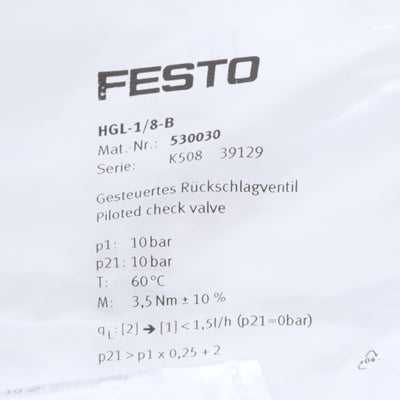 FESTO
HGL-1/8-B
Mat.-Nr.: 530030
Serie: K508 39129
Gesteuertes Rückschlagventil
Piloted check valve
p1: 10 bar
p21: 10 bar
T: 60°C
M: 3,5 Nm ± 10 %
qL: [2] ➔ [1] < 1,5l/h (p21=0bar)
p21 > p1 x 0,25 + 2